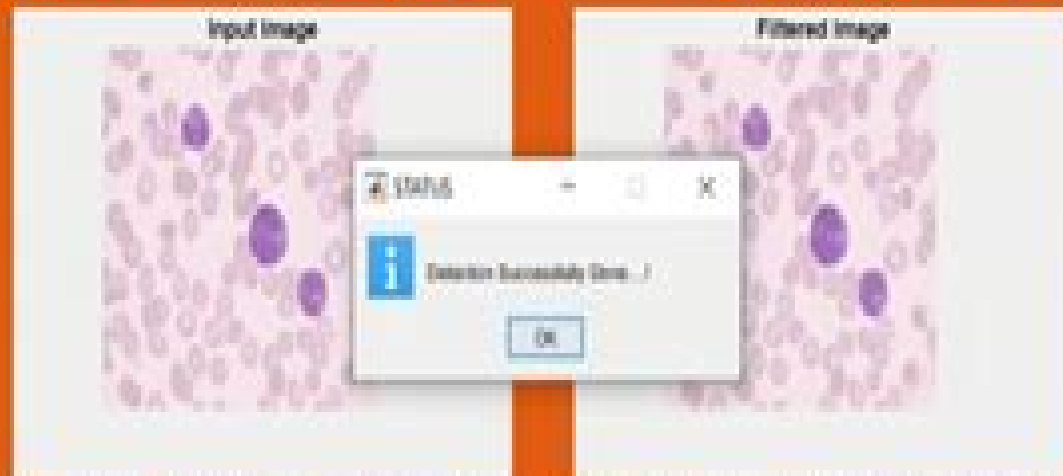 Input Image
Filtered Image
STATUS
Detection Successfully Done...!
OK